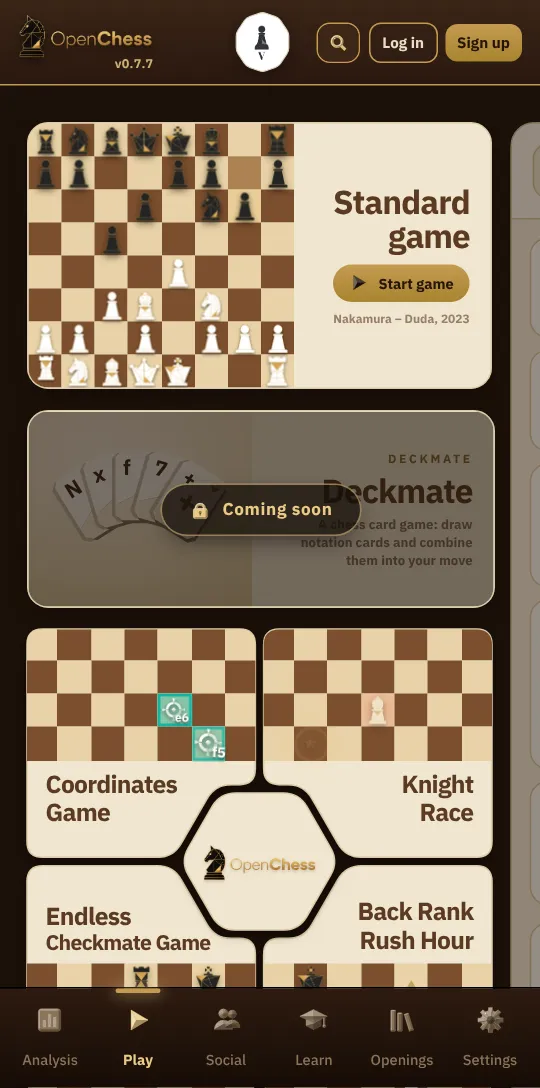 OpenChess
v0.7.7
V
Log in
Sign up
Standard
game
Start game
Nakamura – Duda, 2023
N x f 7
DECKMATE
Deckmate
Coming soon
A chess card game: draw
notation cards and combine
them into your move
e6
f5
Coordinates
Game
Knight
Race
OpenChess
Endless
Checkmate Game
Back Rank
Rush Hour
Analysis
Play
Social
Learn
Openings
Settings